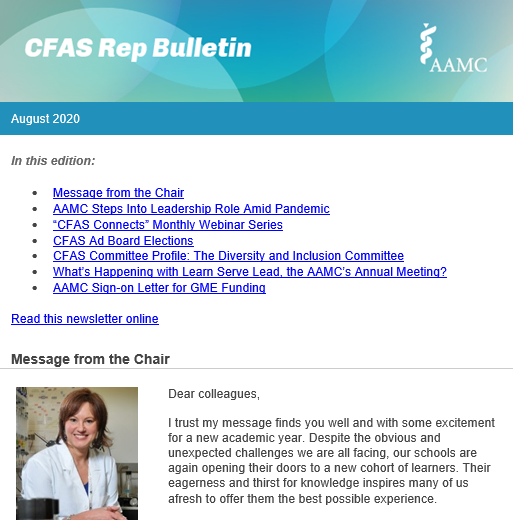 CFAS Rep Bulletin
AAMC
August 2020
In this edition:
• Message from the Chair
• AAMC Steps Into Leadership Role Amid Pandemic
• “CFAS Connects” Monthly Webinar Series
• CFAS Ad Board Elections
• CFAS Committee Profile: The Diversity and Inclusion Committee
• What’s Happening with Learn Serve Lead, the AAMC’s Annual Meeting?
• AAMC Sign-on Letter for GME Funding
Read this newsletter online
Message from the Chair
Dear colleagues,
I trust my message finds you well and with some excitement
for a new academic year. Despite the obvious and
unexpected challenges we are all facing, our schools are
again opening their doors to a new cohort of learners. Their
eagerness and thirst for knowledge inspires many of us
afresh to offer them the best possible experience.